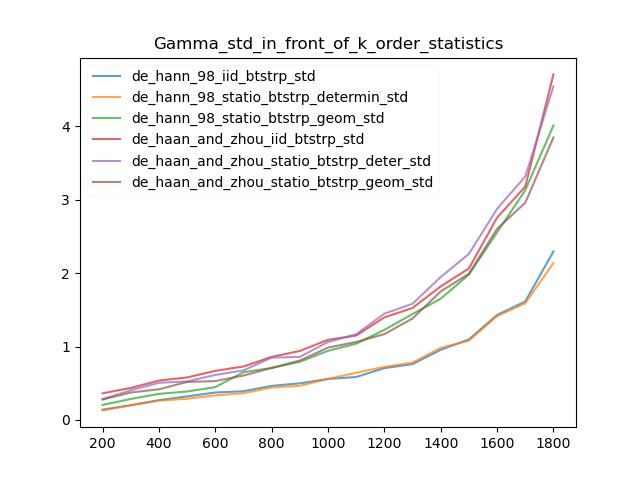 Gamma_std_in_front_of_k_order_statistics
de_hann_98_iid_btstrp_std
de_hann_98_statio_btstrp_determin_std
de_hann_98_statio_btstrp_geom_std
de_haan_and_zhou_iid_btstrp_std
de_haan_and_zhou_statio_btstrp_deter_std
de_haan_and_zhou_statio_btstrp_geom_std
4
3
2
1
0
200 400 600 800 1000 1200 1400 1600 1800